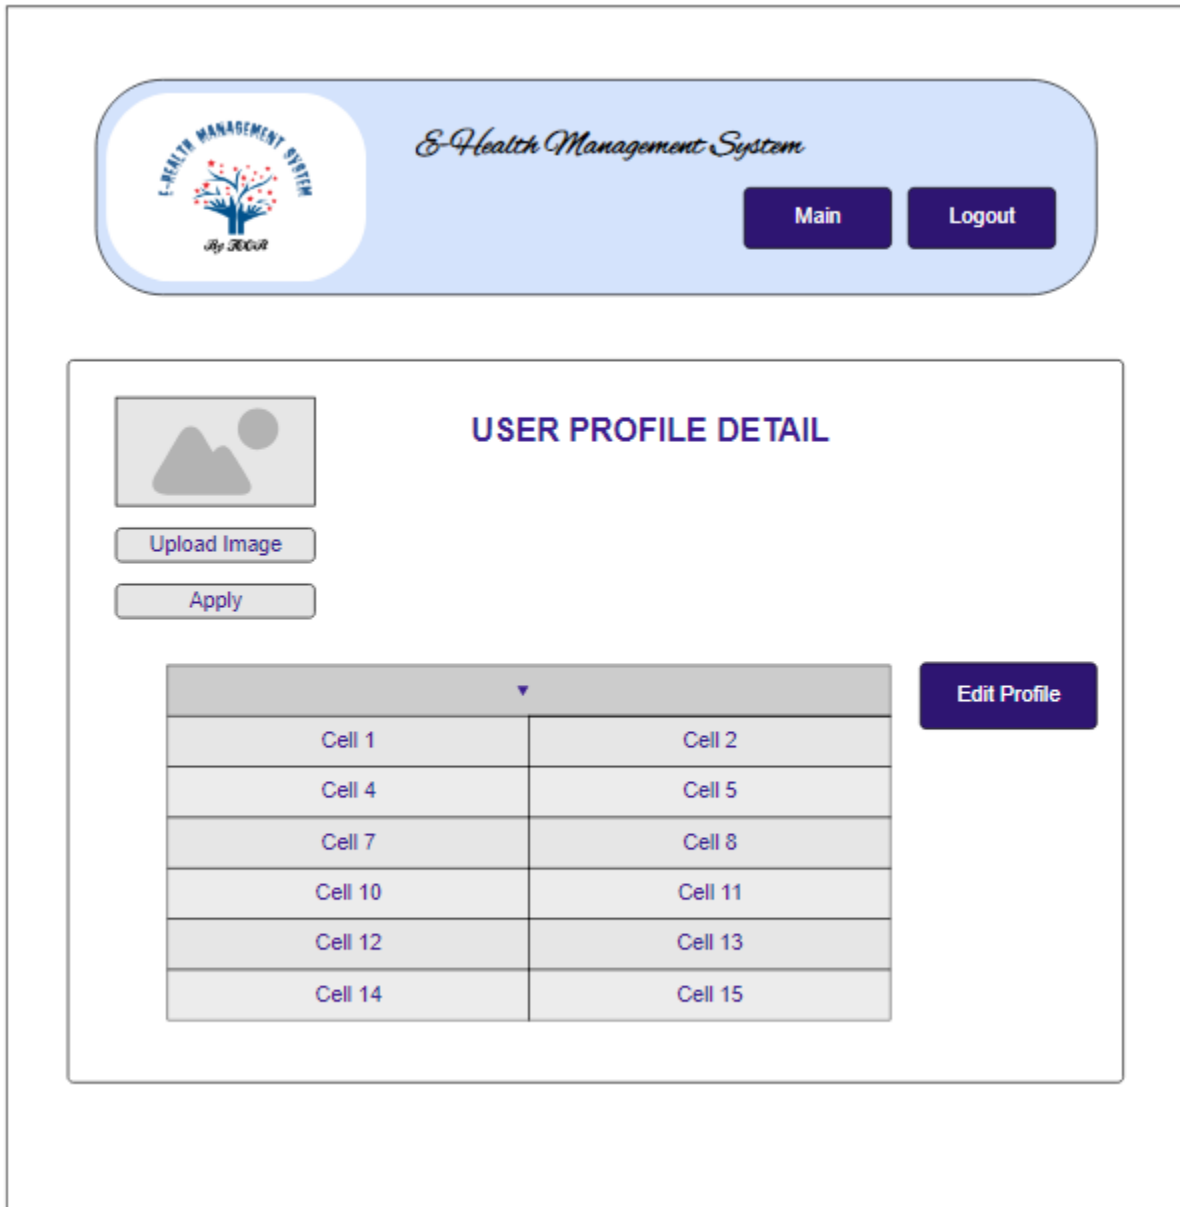 E-HEALTH MANAGEMENT SYSTEM
E-Health Management System
Main Logout
USER PROFILE DETAIL
Upload Image
Apply
▼
Edit Profile
Cell 1 Cell 2
Cell 4 Cell 5
Cell 7 Cell 8
Cell 10 Cell 11
Cell 12 Cell 13
Cell 14 Cell 15